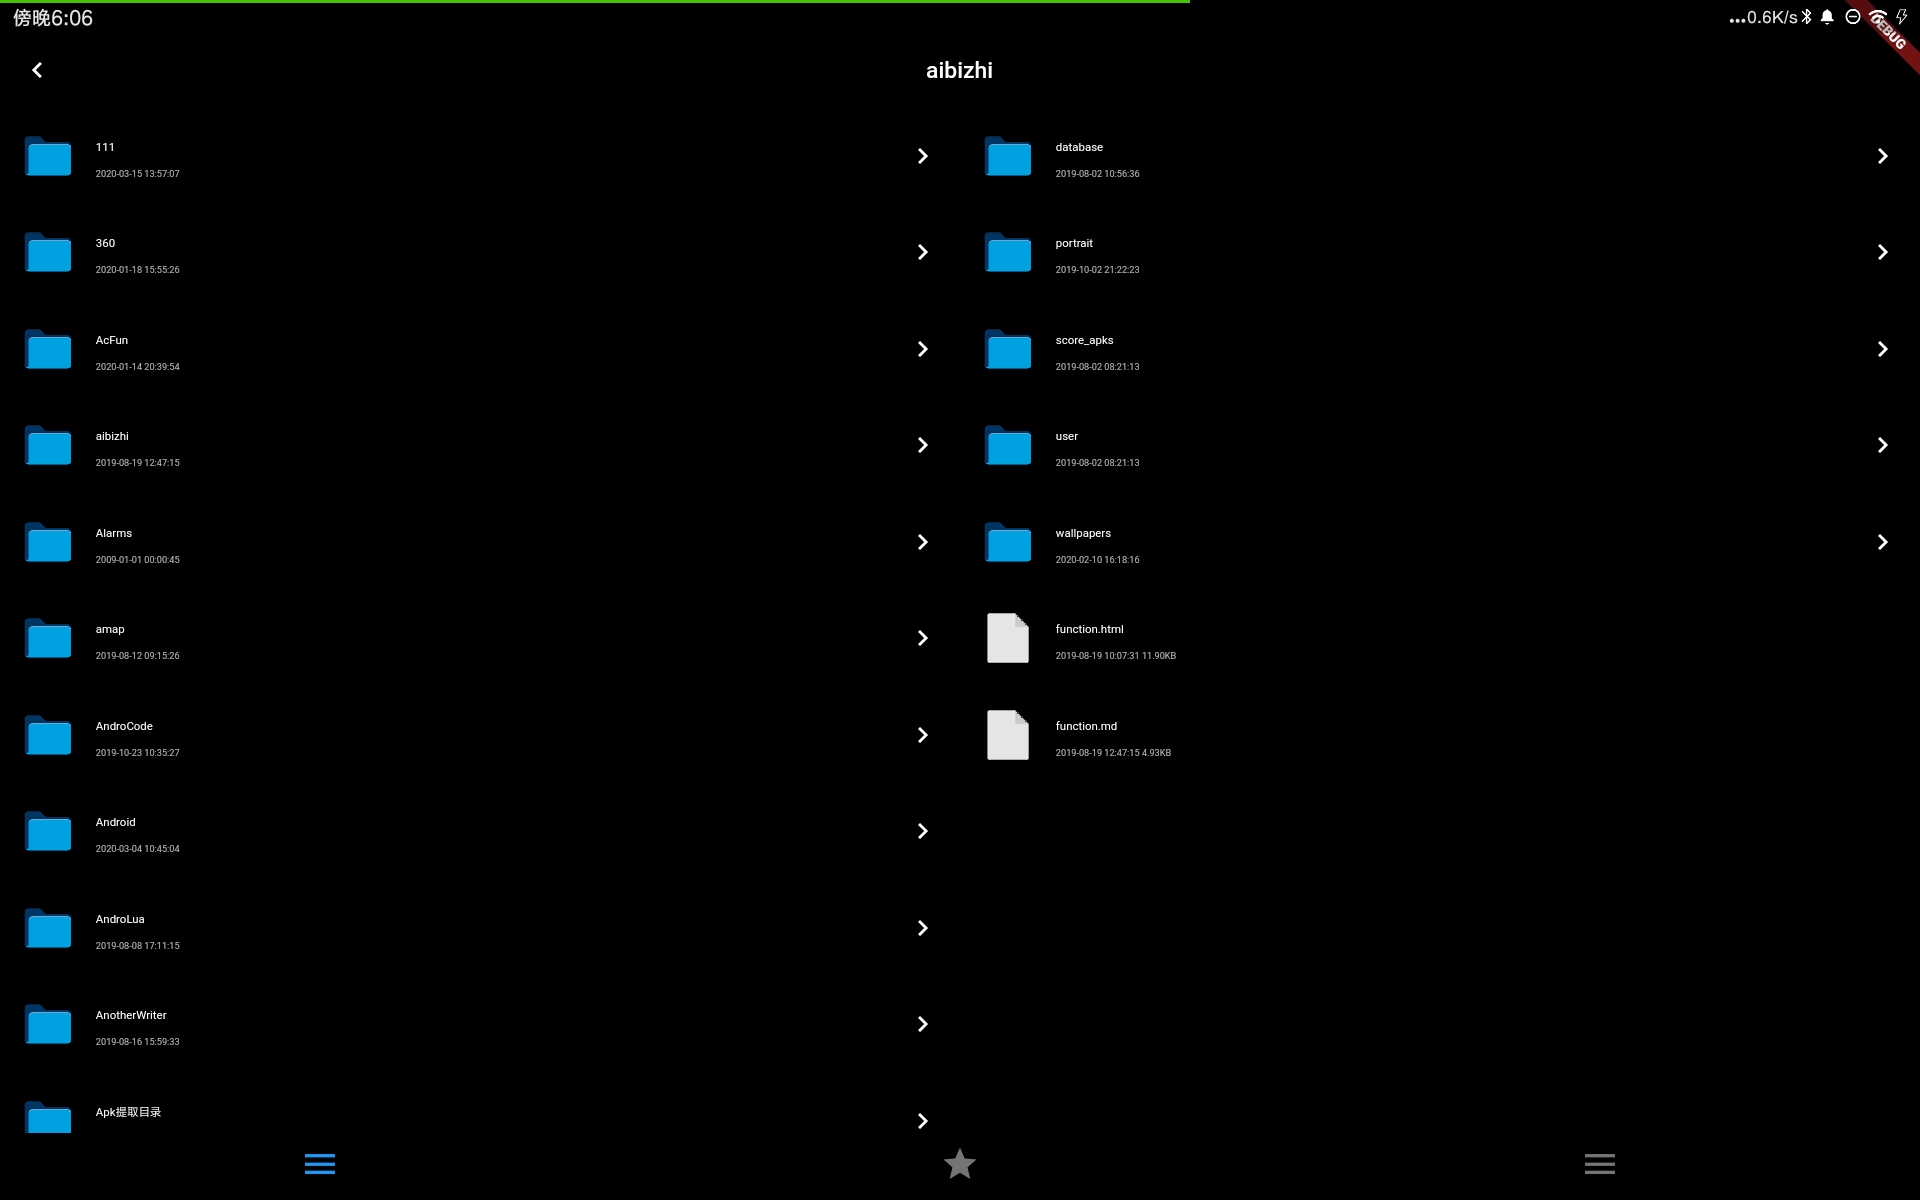 傍晚6:06
...0.6K/s
DEBUG
aibizhi
111
2020-03-15 13:57:07
360
2020-01-18 15:55:26
AcFun
2020-01-14 20:39:54
aibizhi
2019-08-19 12:47:15
Alarms
2009-01-01 00:00:45
amap
2019-08-12 09:15:26
AndroCode
2019-10-23 10:35:27
Android
2020-03-04 10:45:04
AndroLua
2019-08-08 17:11:15
AnotherWriter
2019-08-16 15:59:33
Apk提取目录
database
2019-08-02 10:56:36
portrait
2019-10-02 21:22:23
score_apks
2019-08-02 08:21:13
user
2019-08-02 08:21:13
wallpapers
2020-02-10 16:18:16
function.html
2019-08-19 10:07:31 11.90KB
function.md
2019-08-19 12:47:15 4.93KB